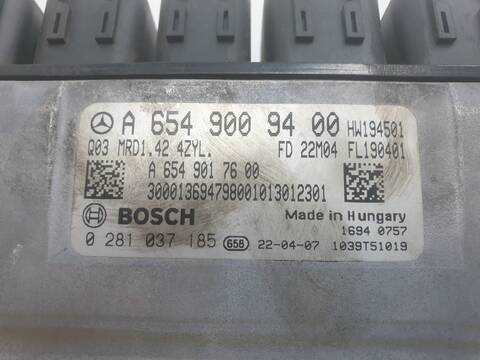 A 654 900 94 00 HW194501
Q03 MRD1.42 4ZYL. FD 22M04 FL190401
A 654 901 76 00
300013694798001013012301
BOSCH Made in Hungary
1694 0757
0 281 037 185 658 22-04-07 1039T51019